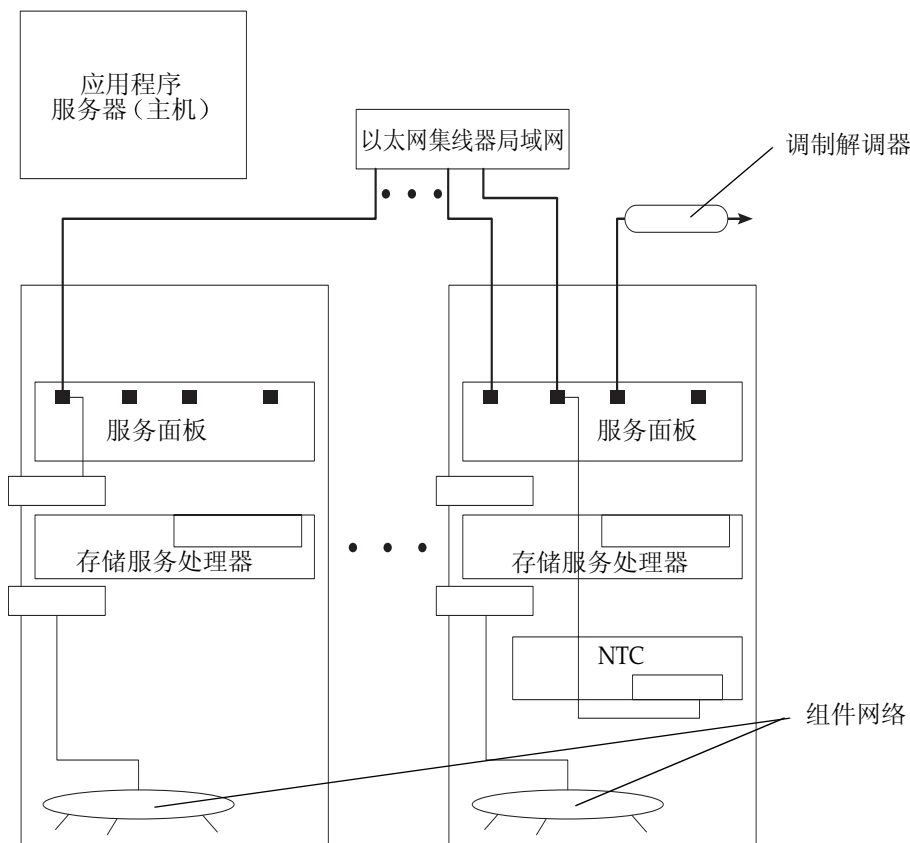 应用程序
服务器（主机）
以太网集线器局域网
调制解调器
服务面板
服务面板
存储服务处理器
存储服务处理器
NTC
组件网络